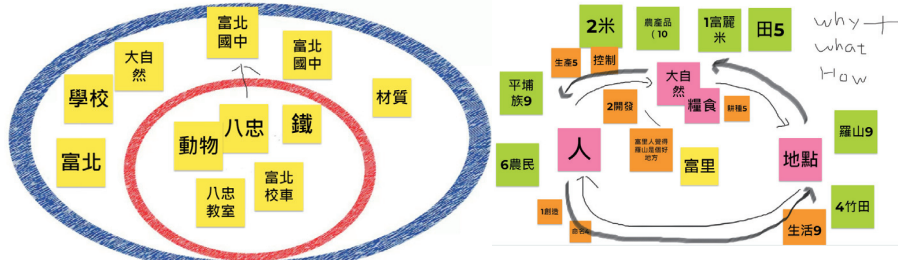 富北
國中
富北
國中
大自
然
學校
材質
富北
動物
八忠
鐵
八忠
教室
富北
校車
2米
農產品
(10
1富麗
米
田5
why
what
How
生產5
控制
大自
然
平埔
族9
2開發
糧食
耕種5
人
富里人覺得
羅山是個好
地方
富里
地點
羅山9
6農民
4竹田
1創造
生活9